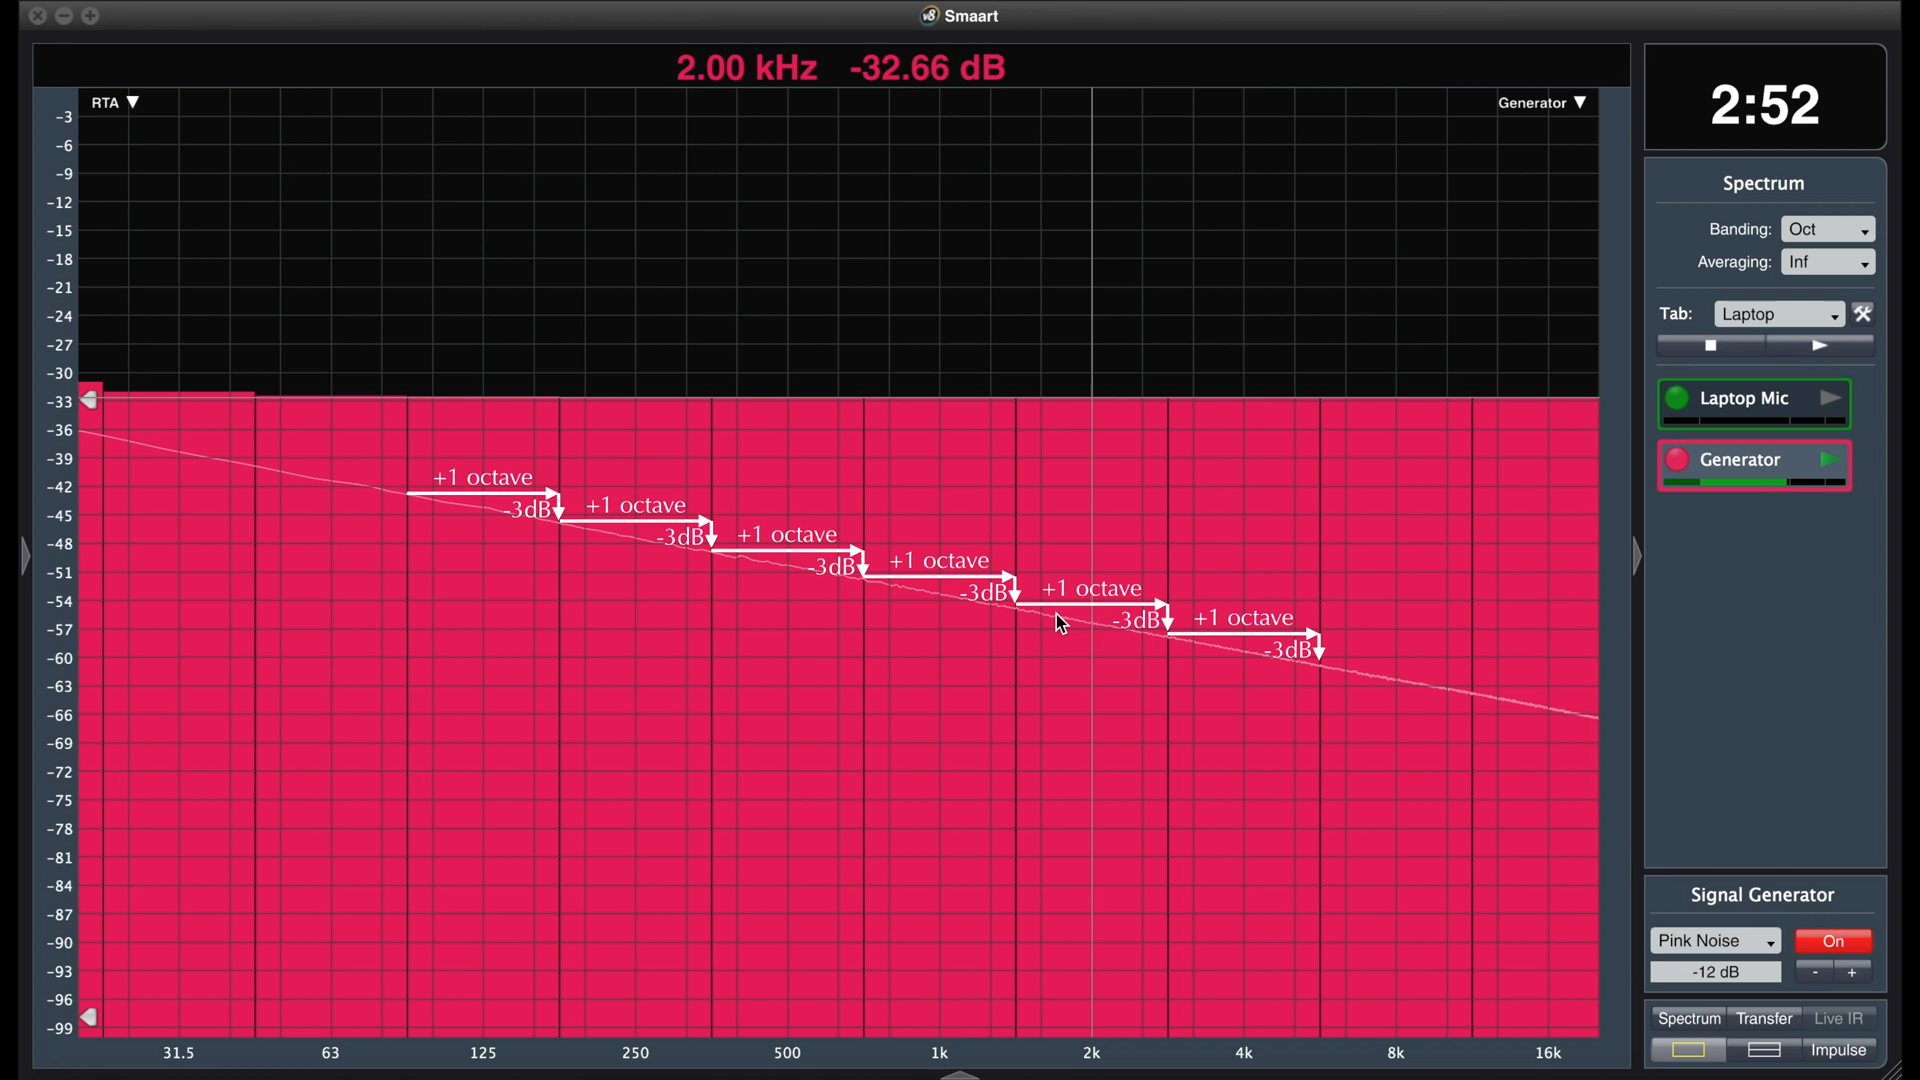 v8 Smaart
2.00 kHz -32.66 dB
RTA ▼
Generator ▼
-3
-6
-9
-12
-15
-18
-21
-24
-27
-30
-33
-36
-39
-42
-45
-48
-51
-54
-57
-60
-63
-66
-69
-72
-75
-78
-81
-84
-87
-90
-93
-96
-99
+1 octave
-3dB
+1 octave
-3dB
+1 octave
-3dB
+1 octave
-3dB
+1 octave
-3dB
+1 octave
-3dB
31.5 63 125 250 500 1k 2k 4k 8k 16k
2:52
Spectrum
Banding: Oct
Averaging: Inf
Tab: Laptop
Laptop Mic
Generator
Signal Generator
Pink Noise On
-12 dB - +
Spectrum Transfer Live IR
Impulse